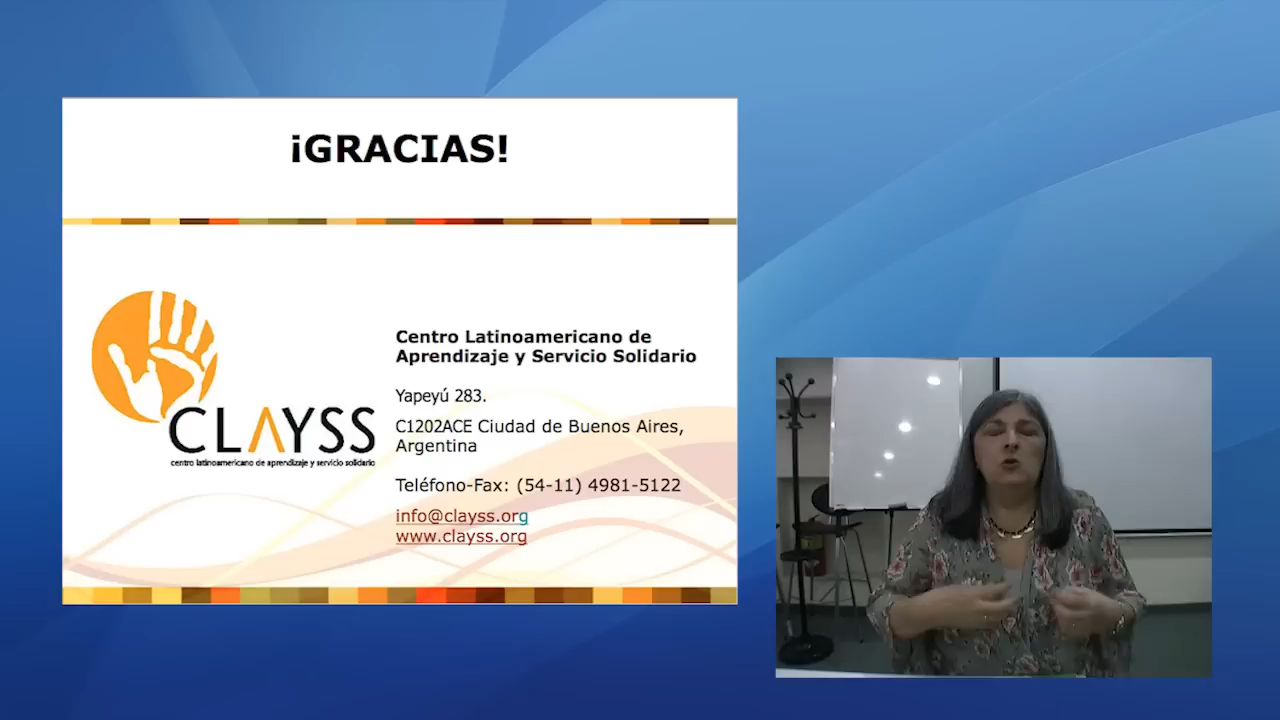 ¡GRACIAS!
CLAYSS
centro latinoamericano de aprendizaje y servicio solidario
Centro Latinoamericano de
Aprendizaje y Servicio Solidario
Yapeyú 283.
C1202ACE Ciudad de Buenos Aires,
Argentina
Teléfono-Fax: (54-11) 4981-5122
info@clayss.org
www.clayss.org